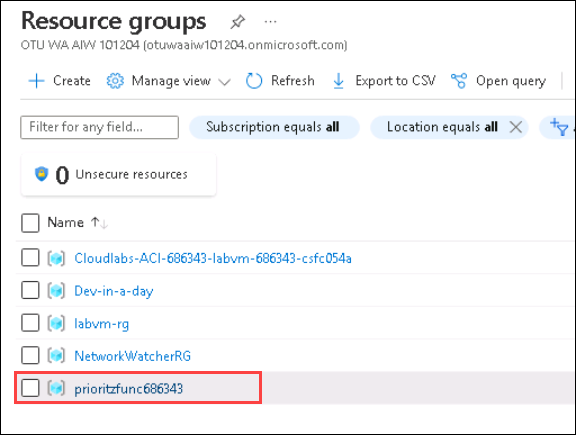 Resource groups
OTU WA AIW 101204 (otuwaaiw101204.onmicrosoft.com)
Create Manage view Refresh Export to CSV Open query
Filter for any field... Subscription equals all Location equals all
0 Unsecure resources
Name
Cloudlabs-ACI-686343-labvm-686343-csfc054a
Dev-in-a-day
labvm-rg
NetworkWatcherRG
prioritzfunc686343